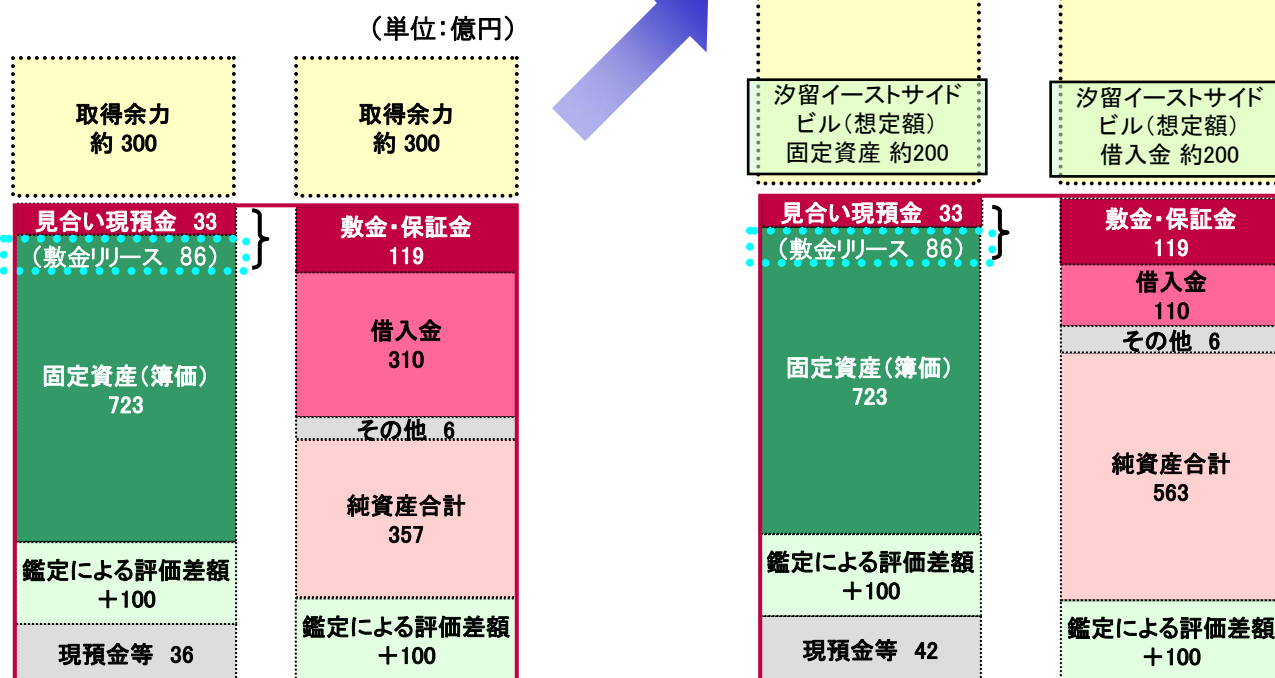 （単位：億円）
取得余力
約 300
取得余力
約 300
見合い現預金 33
（敷金リリース 86）
固定資産（簿価）
723
鑑定による評価差額
＋100
現預金等 36
敷金・保証金
119
借入金
310
その他 6
純資産合計
357
鑑定による評価差額
＋100
汐留イーストサイド
ビル（想定額）
固定資産 約200
汐留イーストサイド
ビル（想定額）
借入金 約200
見合い現預金 33
（敷金リリース 86）
固定資産（簿価）
723
鑑定による評価差額
＋100
現預金等 42
敷金・保証金
119
借入金
110
その他 6
純資産合計
563
鑑定による評価差額
＋100